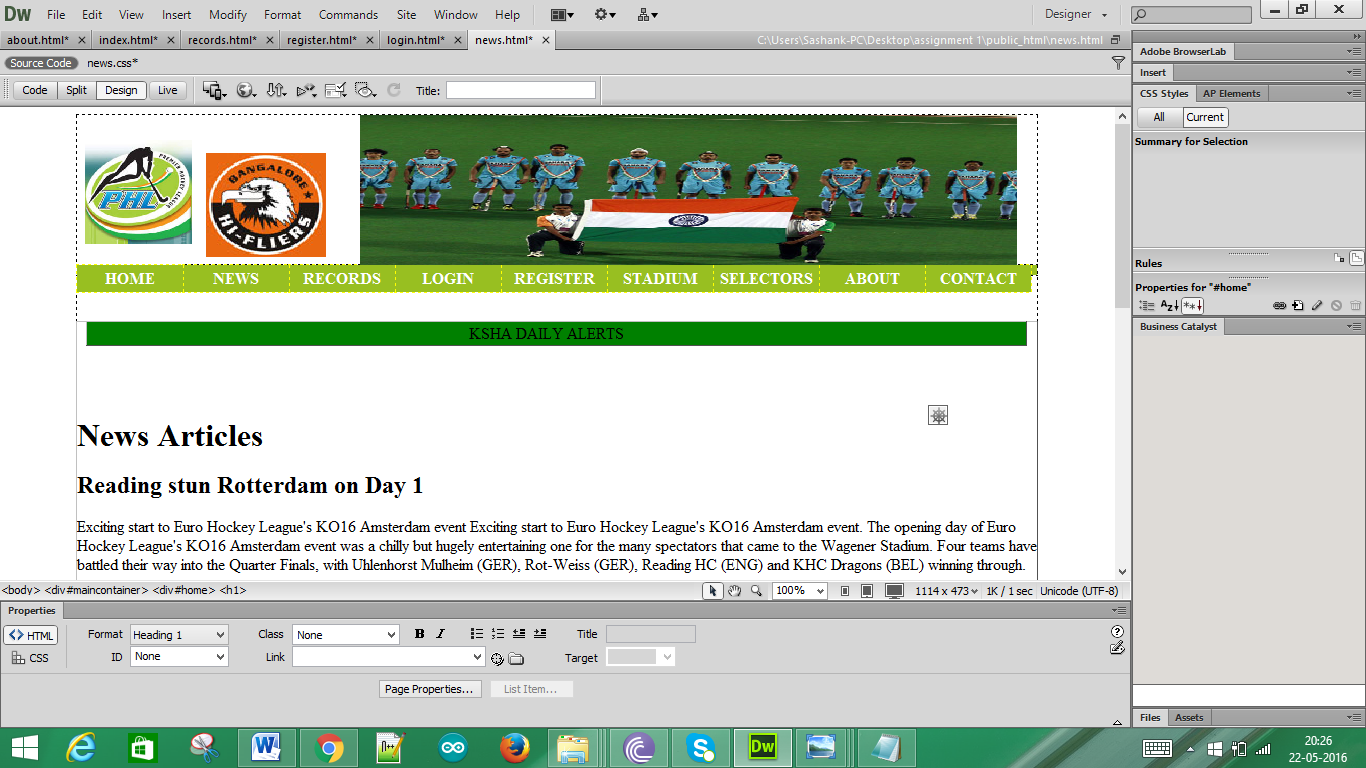 Dw File Edit View Insert Modify Format Commands Site Window Help Designer
about.html* index.html* records.html* register.html* login.html* news.html* C:\Users\Sashank-PC\Desktop\assignment 1\public_html\news.html
Source Code news.css*
Code Split Design Live Title:
PREMIER HOCKEY LEAGUE
PHL
BANGALORE
HI-FLIERS
HOME NEWS RECORDS LOGIN REGISTER STADIUM SELECTORS ABOUT CONTACT
KSHA DAILY ALERTS
News Articles
Reading stun Rotterdam on Day 1
Exciting start to Euro Hockey League's KO16 Amsterdam event Exciting start to Euro Hockey League's KO16 Amsterdam event. The opening day of Euro
Hockey League's KO16 Amsterdam event was a chilly but hugely entertaining one for the many spectators that came to the Wagener Stadium. Four teams have
battled their way into the Quarter Finals, with Uhlenhorst Mulheim (GER), Rot-Weiss (GER), Reading HC (ENG) and KHC Dragons (BEL) winning through.
<body> <div#maincontainer> <div#home> <h1> 100% 1114 x 473 1K / 1 sec Unicode (UTF-8)
Properties
<> HTML Format Heading 1 Class None B I Title
CSS ID None Link Target
Page Properties... List Item...
Adobe BrowserLab
Insert
CSS Styles AP Elements
All Current
Summary for Selection
Rules
Properties for "#home"
Az
Business Catalyst
Files Assets
20:26
22-05-2016